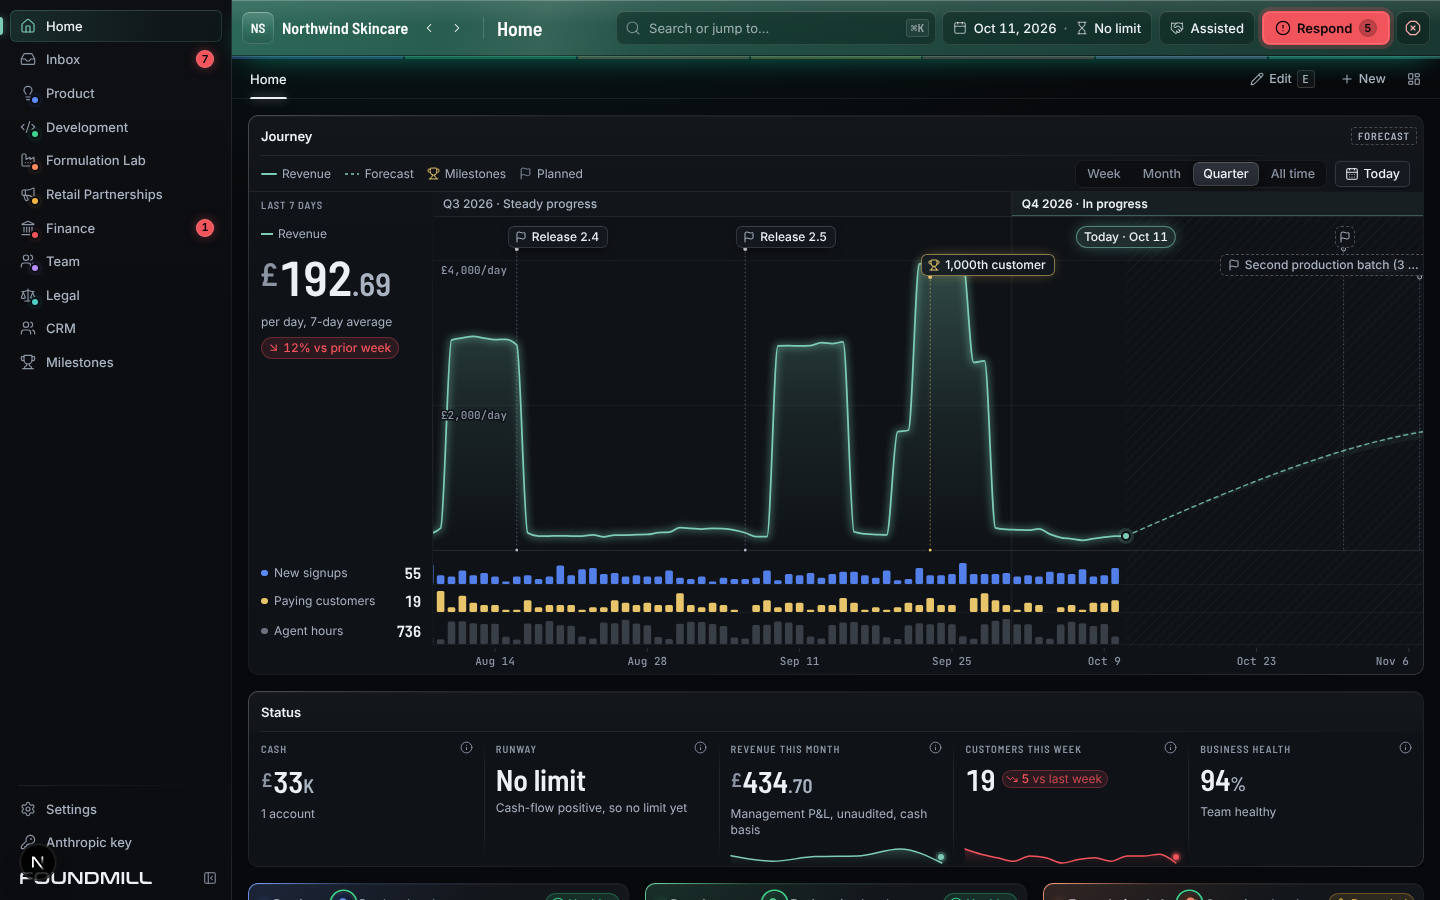 Home
Inbox 7
Product
Development
Formulation Lab
Retail Partnerships
Finance 1
Team
Legal
CRM
Milestones
Settings
Anthropic key
N
FOUNDMILL
NS Northwind Skincare Home
Search or jump to... ⌘K
Oct 11, 2026 · No limit
Assisted
Respond 5
Home
Edit E
New
Journey
FORECAST
Revenue Forecast Milestones Planned
Week Month Quarter All time Today
LAST 7 DAYS
Revenue
£192.69
per day, 7-day average
12% vs prior week
Q3 2026 · Steady progress
Q4 2026 · In progress
Release 2.4
Release 2.5
Today · Oct 11
1,000th customer
Second production batch (3 ...
£4,000/day
£2,000/day
New signups 55
Paying customers 19
Agent hours 736
Aug 14 Aug 28 Sep 11 Sep 25 Oct 9 Oct 23 Nov 6
Status
CASH
£33K
1 account
RUNWAY
No limit
Cash-flow positive, so no limit yet
REVENUE THIS MONTH
£434.70
Management P&L, unaudited, cash
basis
CUSTOMERS THIS WEEK
19 5 vs last week
BUSINESS HEALTH
94%
Team healthy